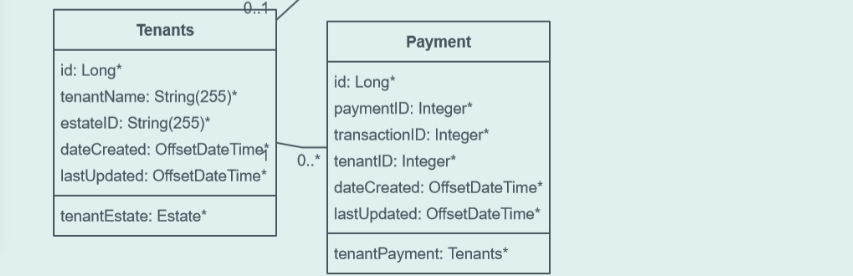 0..1
Tenants
id: Long*
tenantName: String(255)*
estateID: String(255)*
dateCreated: OffsetDateTime*
lastUpdated: OffsetDateTime*
tenantEstate: Estate*
1
0..*
Payment
id: Long*
paymentID: Integer*
transactionID: Integer*
tenantID: Integer*
dateCreated: OffsetDateTime*
lastUpdated: OffsetDateTime*
tenantPayment: Tenants*